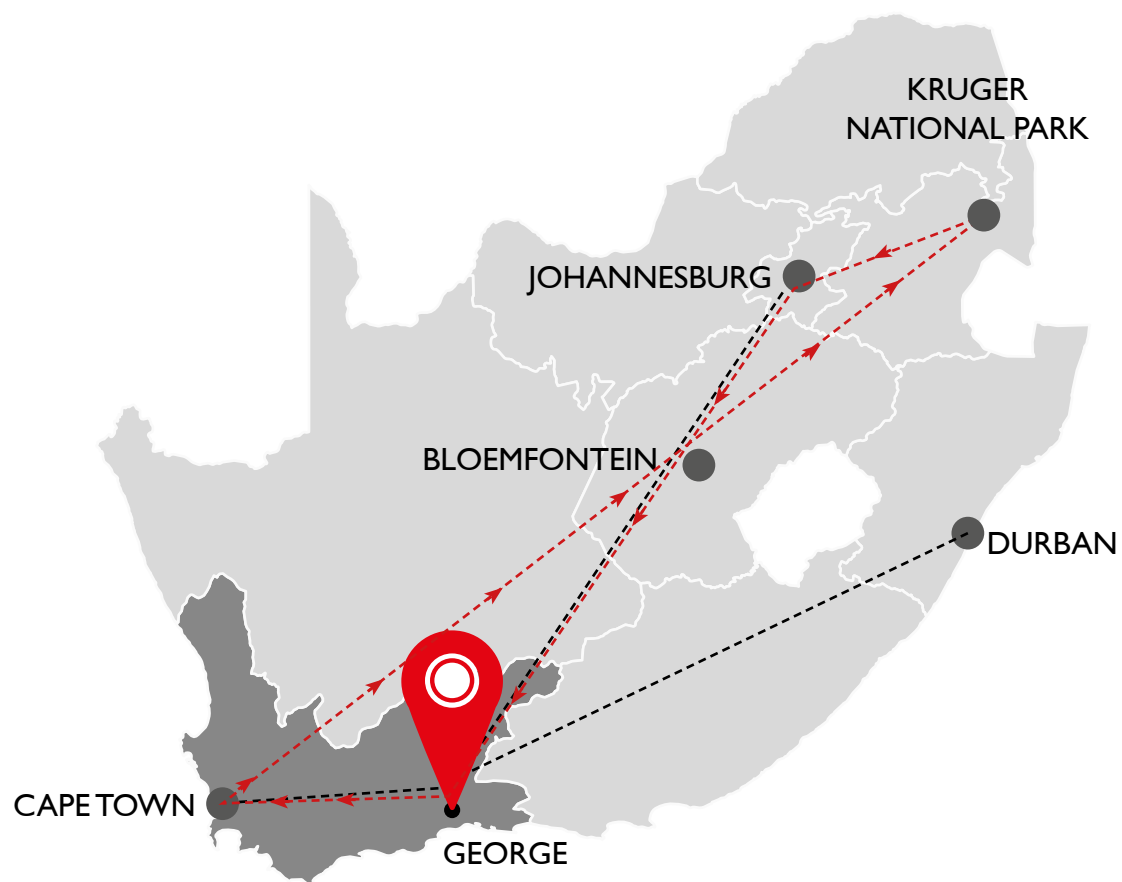 KRUGER
NATIONAL PARK
JOHANNESBURG
BLOEMFONTEIN
DURBAN
CAPE TOWN
GEORGE